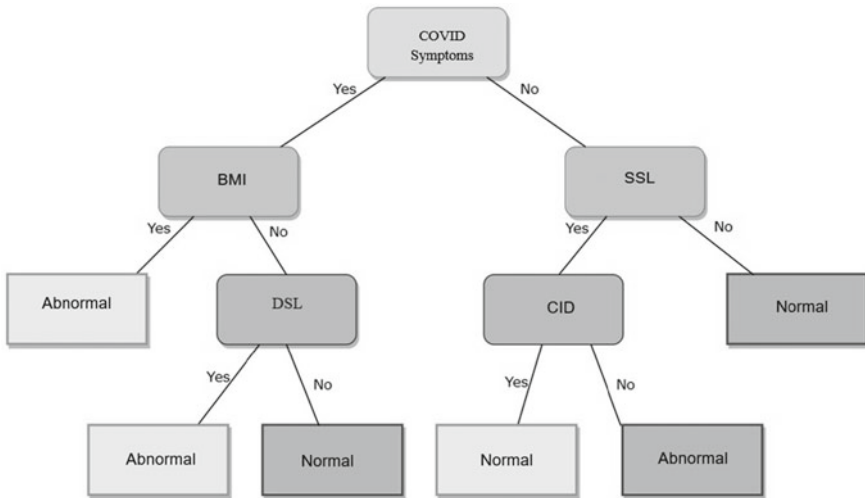 COVID
Symptoms
Yes
No
BMI
SSL
Yes
No
Yes
No
Abnormal
DSL
CID
Normal
Yes
No
Yes
No
Abnormal
Normal
Normal
Abnormal